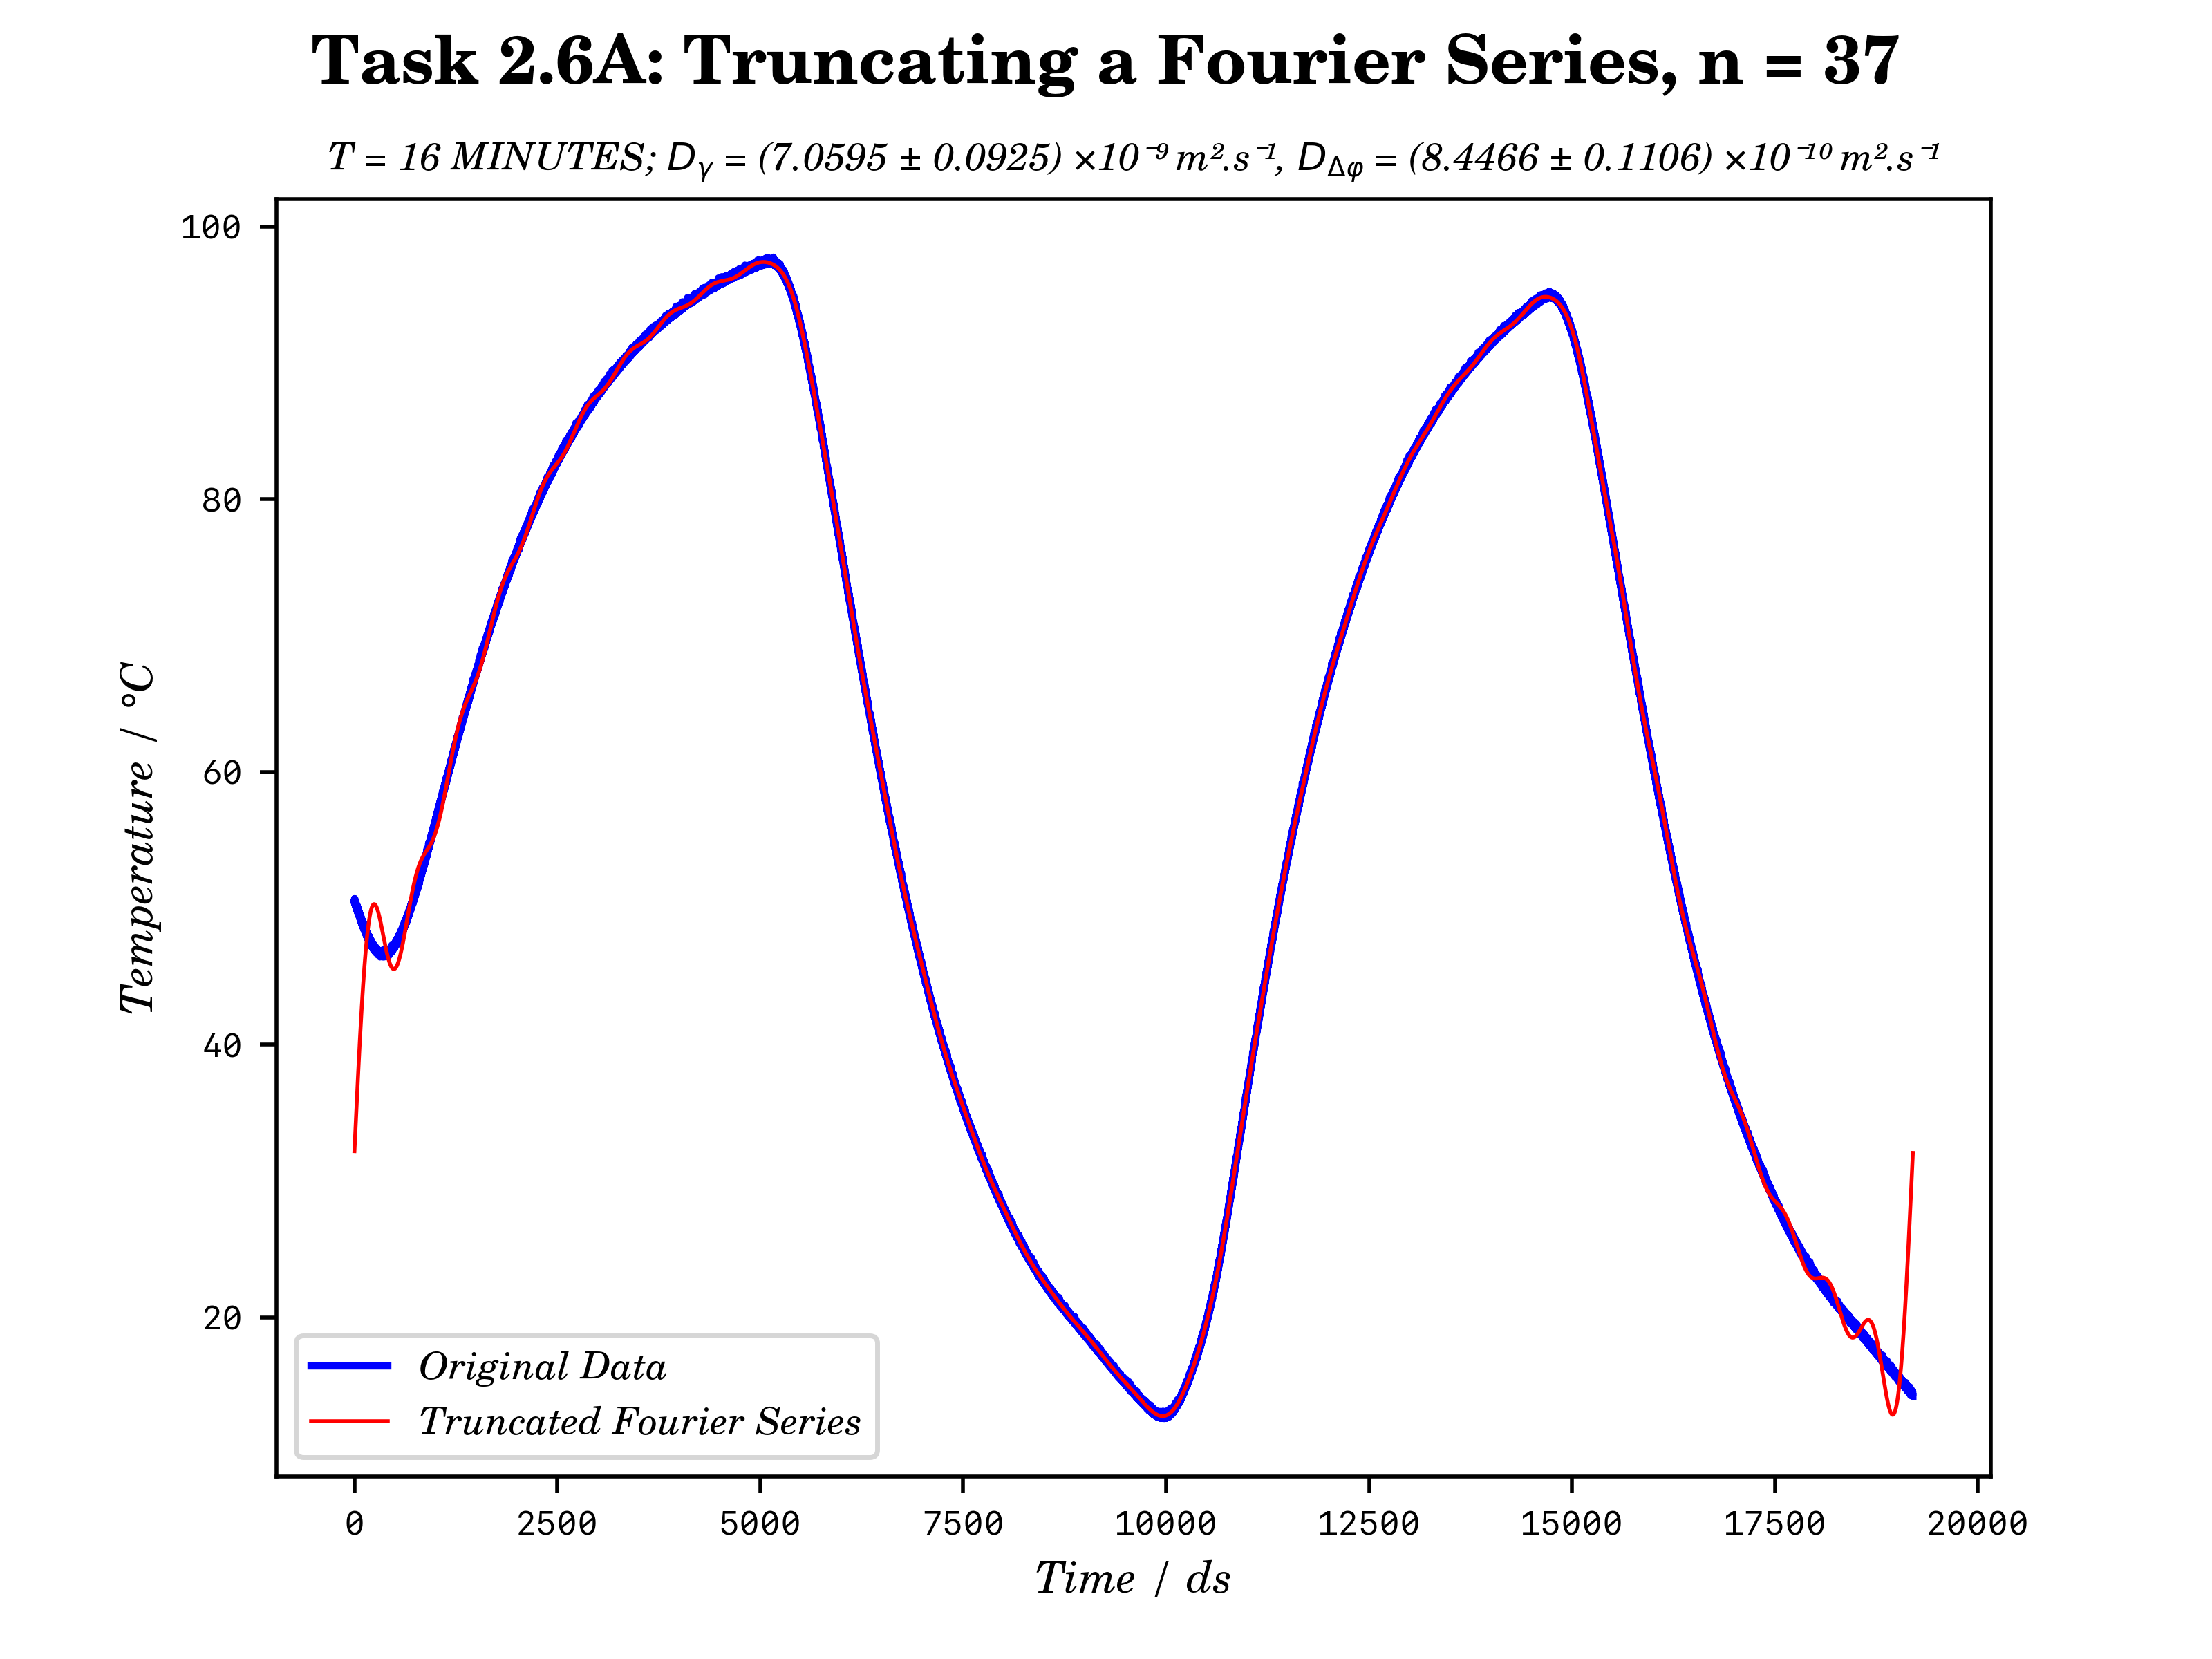 Task 2.6A: Truncating a Fourier Series, n = 37
T = 16 MINUTES; Dᵧ = (7.0595 ± 0.0925) ×10⁻⁹ m².s⁻¹, D_Δφ = (8.4466 ± 0.1106) ×10⁻¹⁰ m².s⁻¹
100
80
60
40
20
Temperature / °C
Original Data
Truncated Fourier Series
0 2500 5000 7500 10000 12500 15000 17500 20000
Time / ds